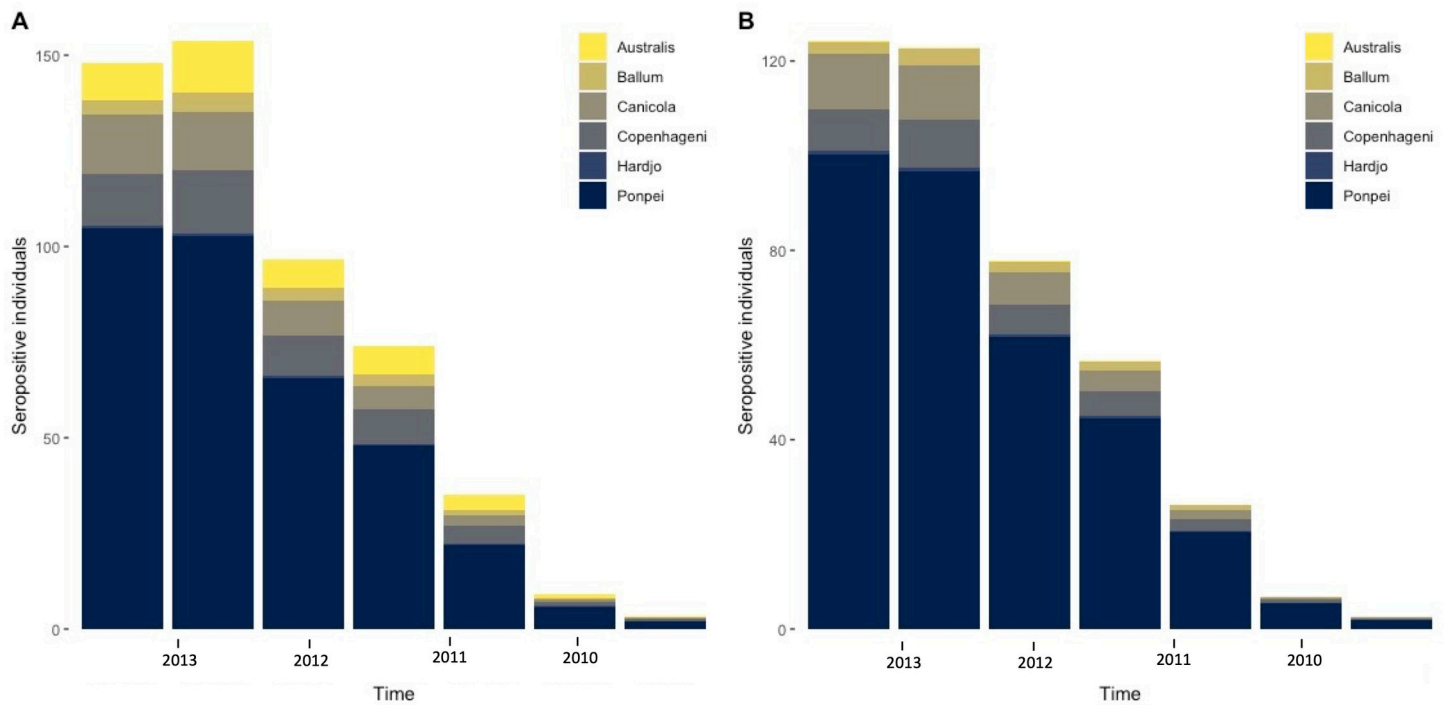 A
Seropositive individuals
150
100
50
0
Australis
Ballum
Canicola
Copenhageni
Hardjo
Ponpei
2013
2012
2011
2010
Time
B
Seropositive individuals
120
80
40
0
Australis
Ballum
Canicola
Copenhageni
Hardjo
Ponpei
2013
2012
2011
2010
Time